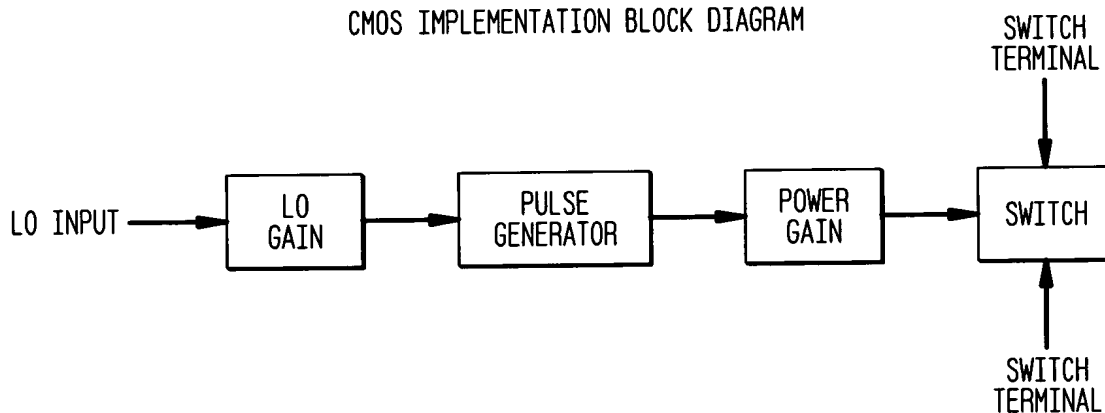 CMOS IMPLEMENTATION BLOCK DIAGRAM
SWITCH
TERMINAL
LO INPUT
LO
GAIN
PULSE
GENERATOR
POWER
GAIN
SWITCH
SWITCH
TERMINAL